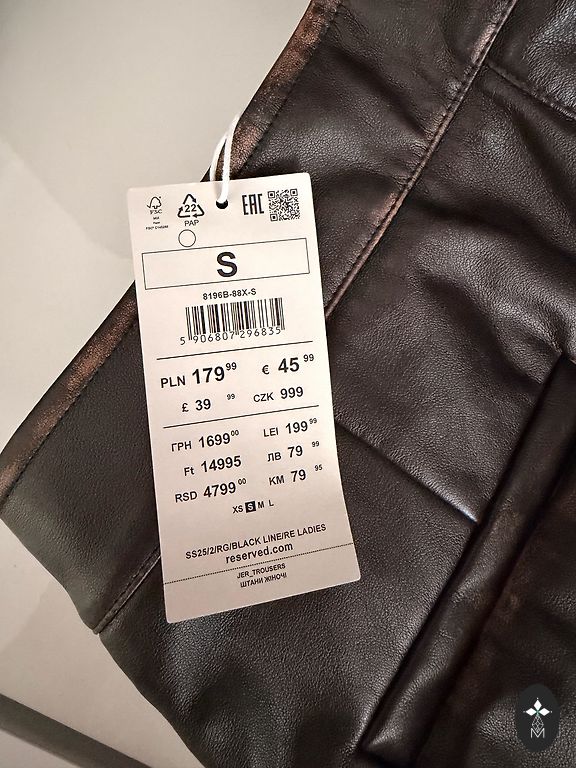 FSC
MIX
22
PAP
EAC
S
8196B-88X-S
5 906807 296835
PLN 179 99
€ 45 99
£ 39 99
CZK 999
ГРН 1699 00
LEI 199 99
Ft 14995
ЛВ 79 99
RSD 4799 00
KM 79 95
XS S M L
SS25/2/RG/BLACK LINE/RE LADIES
reserved.com
JER_TROUSERS
ШТАНИ ЖІНОЧІ
M